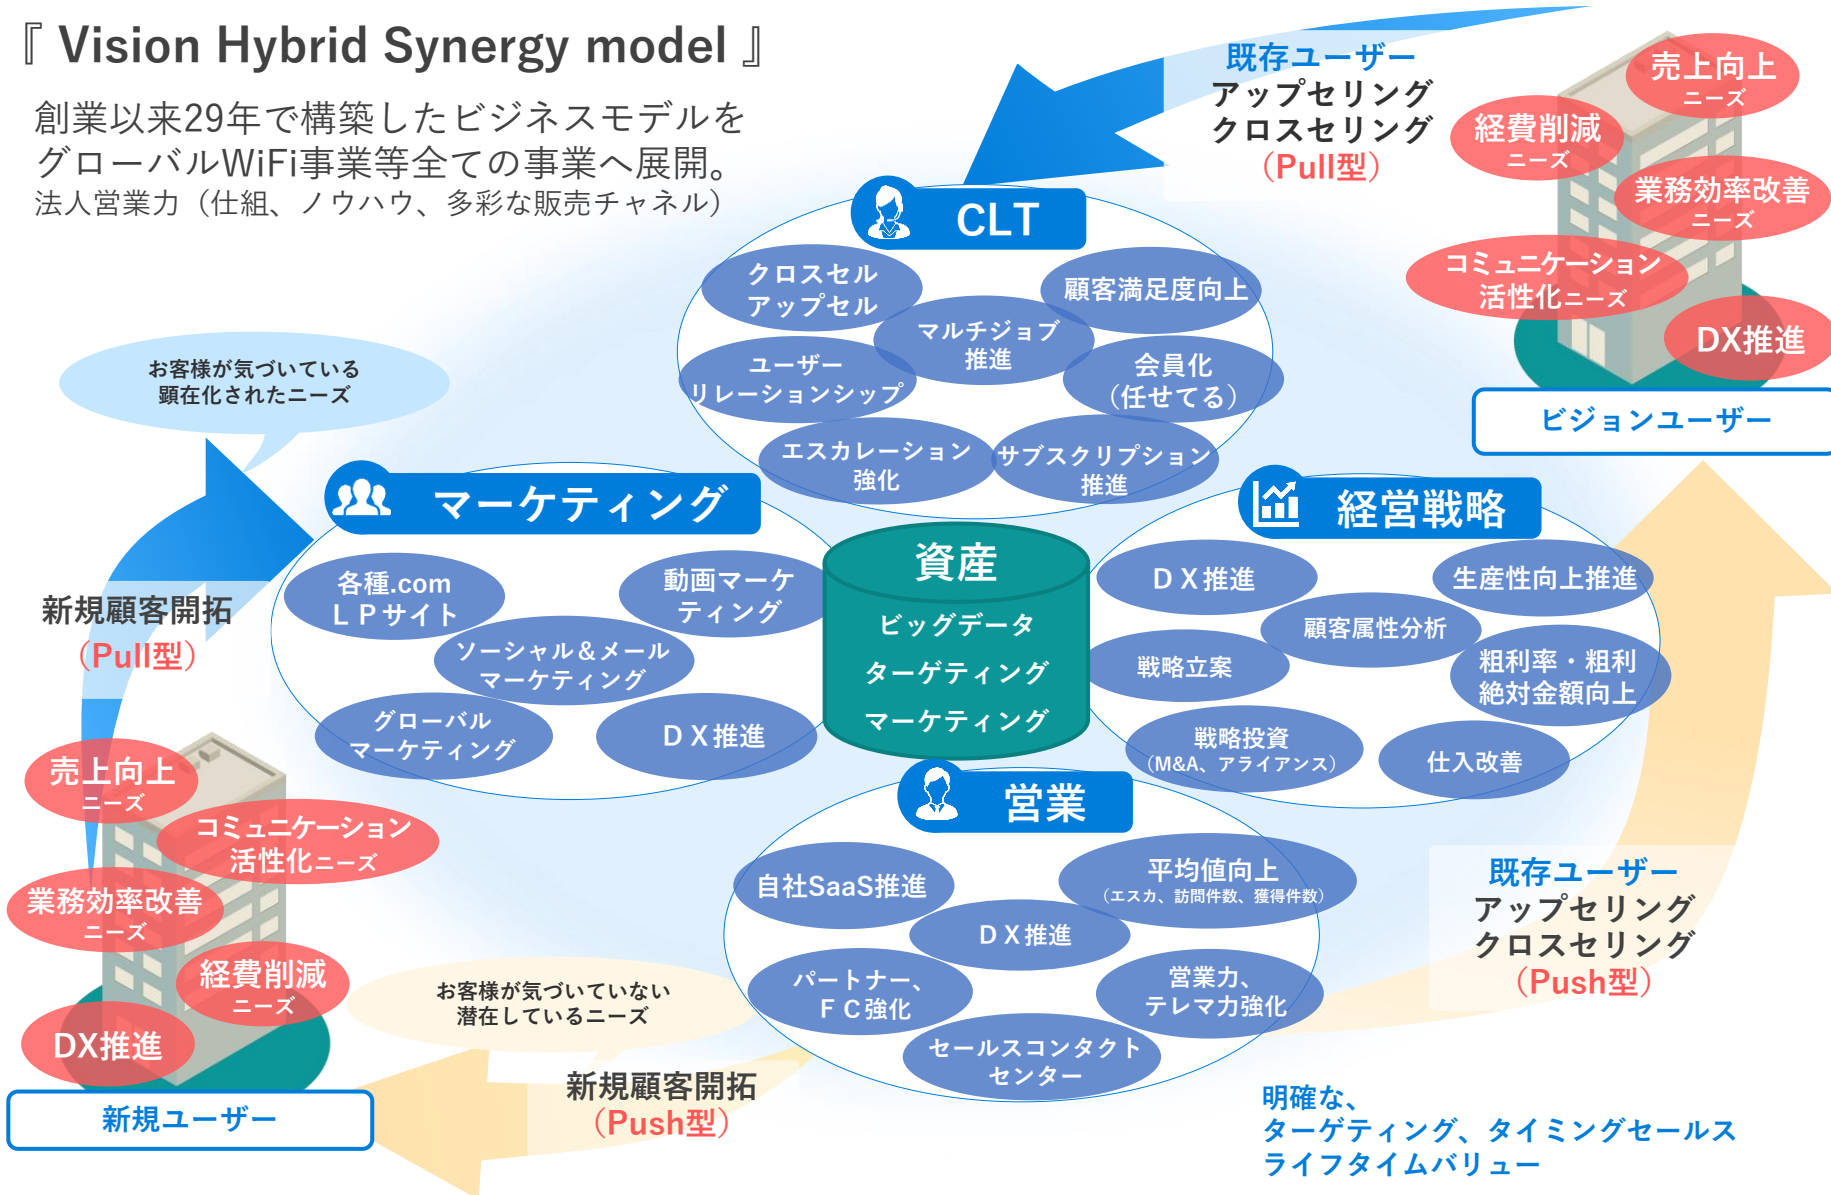 『 Vision Hybrid Synergy model 』
創業以来29年で構築したビジネスモデルを
グローバルWiFi事業等全ての事業へ展開。
法人営業力（仕組、ノウハウ、多彩な販売チャネル）
既存ユーザー
アップセリング
クロスセリング
（Pull型）
売上向上
ニーズ
経費削減
ニーズ
業務効率改善
ニーズ
コミュニケーション
活性化ニーズ
DX推進
ビジョンユーザー
CLT
クロスセル
アップセル
顧客満足度向上
マルチジョブ
推進
ユーザー
リレーションシップ
会員化
（任せてる）
エスカレーション
強化
サブスクリプション
推進
お客様が気づいている
顕在化されたニーズ
マーケティング
各種.com
ＬＰサイト
動画マーケ
ティング
ソーシャル＆メール
マーケティング
グローバル
マーケティング
ＤＸ推進
資産
ビッグデータ
ターゲティング
マーケティング
経営戦略
ＤＸ推進
生産性向上推進
顧客属性分析
戦略立案
粗利率・粗利
絶対金額向上
戦略投資
（M&A、アライアンス）
仕入改善
新規顧客開拓
（Pull型）
売上向上
ニーズ
コミュニケーション
活性化ニーズ
業務効率改善
ニーズ
経費削減
ニーズ
DX推進
新規ユーザー
営業
自社SaaS推進
平均値向上
（エスカ、訪問件数、獲得件数）
ＤＸ推進
パートナー、
ＦＣ強化
営業力、
テレマ力強化
セールスコンタクト
センター
お客様が気づいていない
潜在しているニーズ
新規顧客開拓
（Push型）
既存ユーザー
アップセリング
クロスセリング
（Push型）
明確な、
ターゲティング、タイミングセールス
ライフタイムバリュー